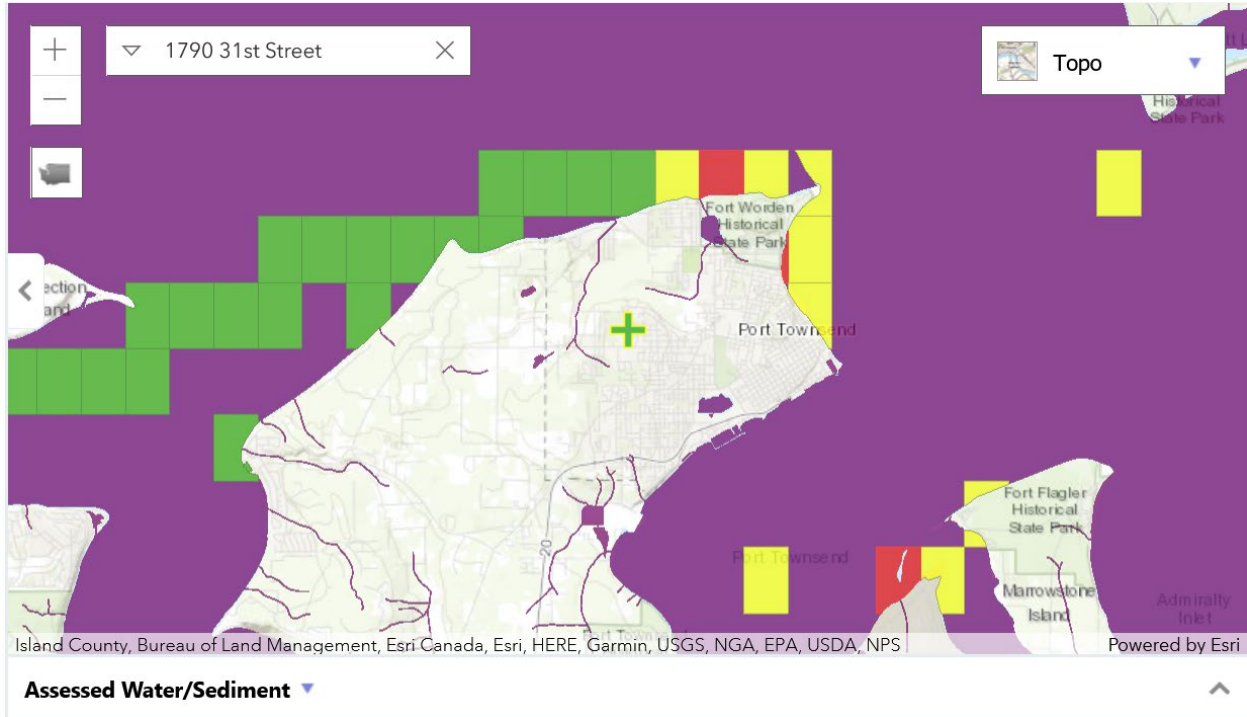 1790 31st Street
Topo
Historical
State Park
Fort Worden
Historical
State Park
ection
and
Port Townsend
Fort Flagler
Historical
State Park
Port Townsend
20
Marrowstone
Island
Admiralty
Inlet
Island County, Bureau of Land Management, Esri Canada, Esri, HERE, Garmin, USGS, NGA, EPA, USDA, NPS
Powered by Esri
Assessed Water/Sediment